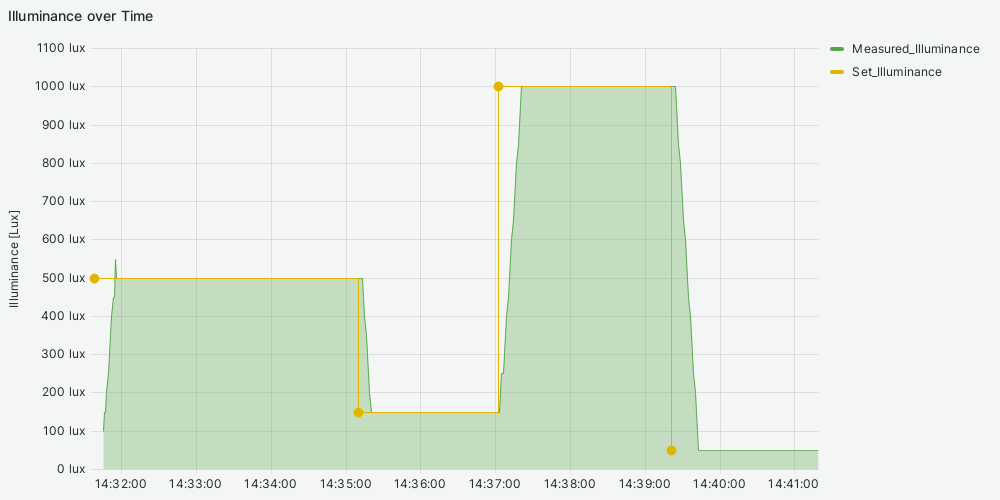 Illuminance over Time
1100 lux
1000 lux
900 lux
800 lux
700 lux
600 lux
500 lux
400 lux
300 lux
200 lux
100 lux
0 lux
Illuminance [Lux]
14:32:00 14:33:00 14:34:00 14:35:00 14:36:00 14:37:00 14:38:00 14:39:00 14:40:00 14:41:00
Measured_Illuminance
Set_Illuminance